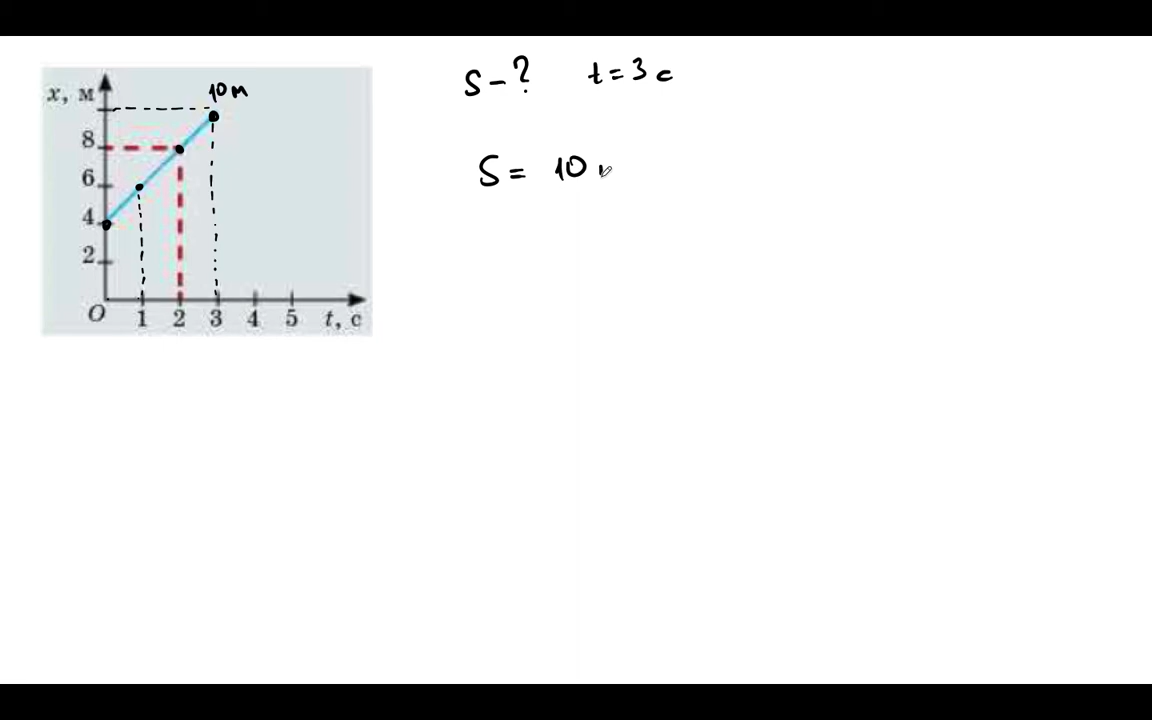 S - ? t = 3 с
10 м
x, м
8
S = 10
6
4
2
O 1 2 3 4 5 t, с